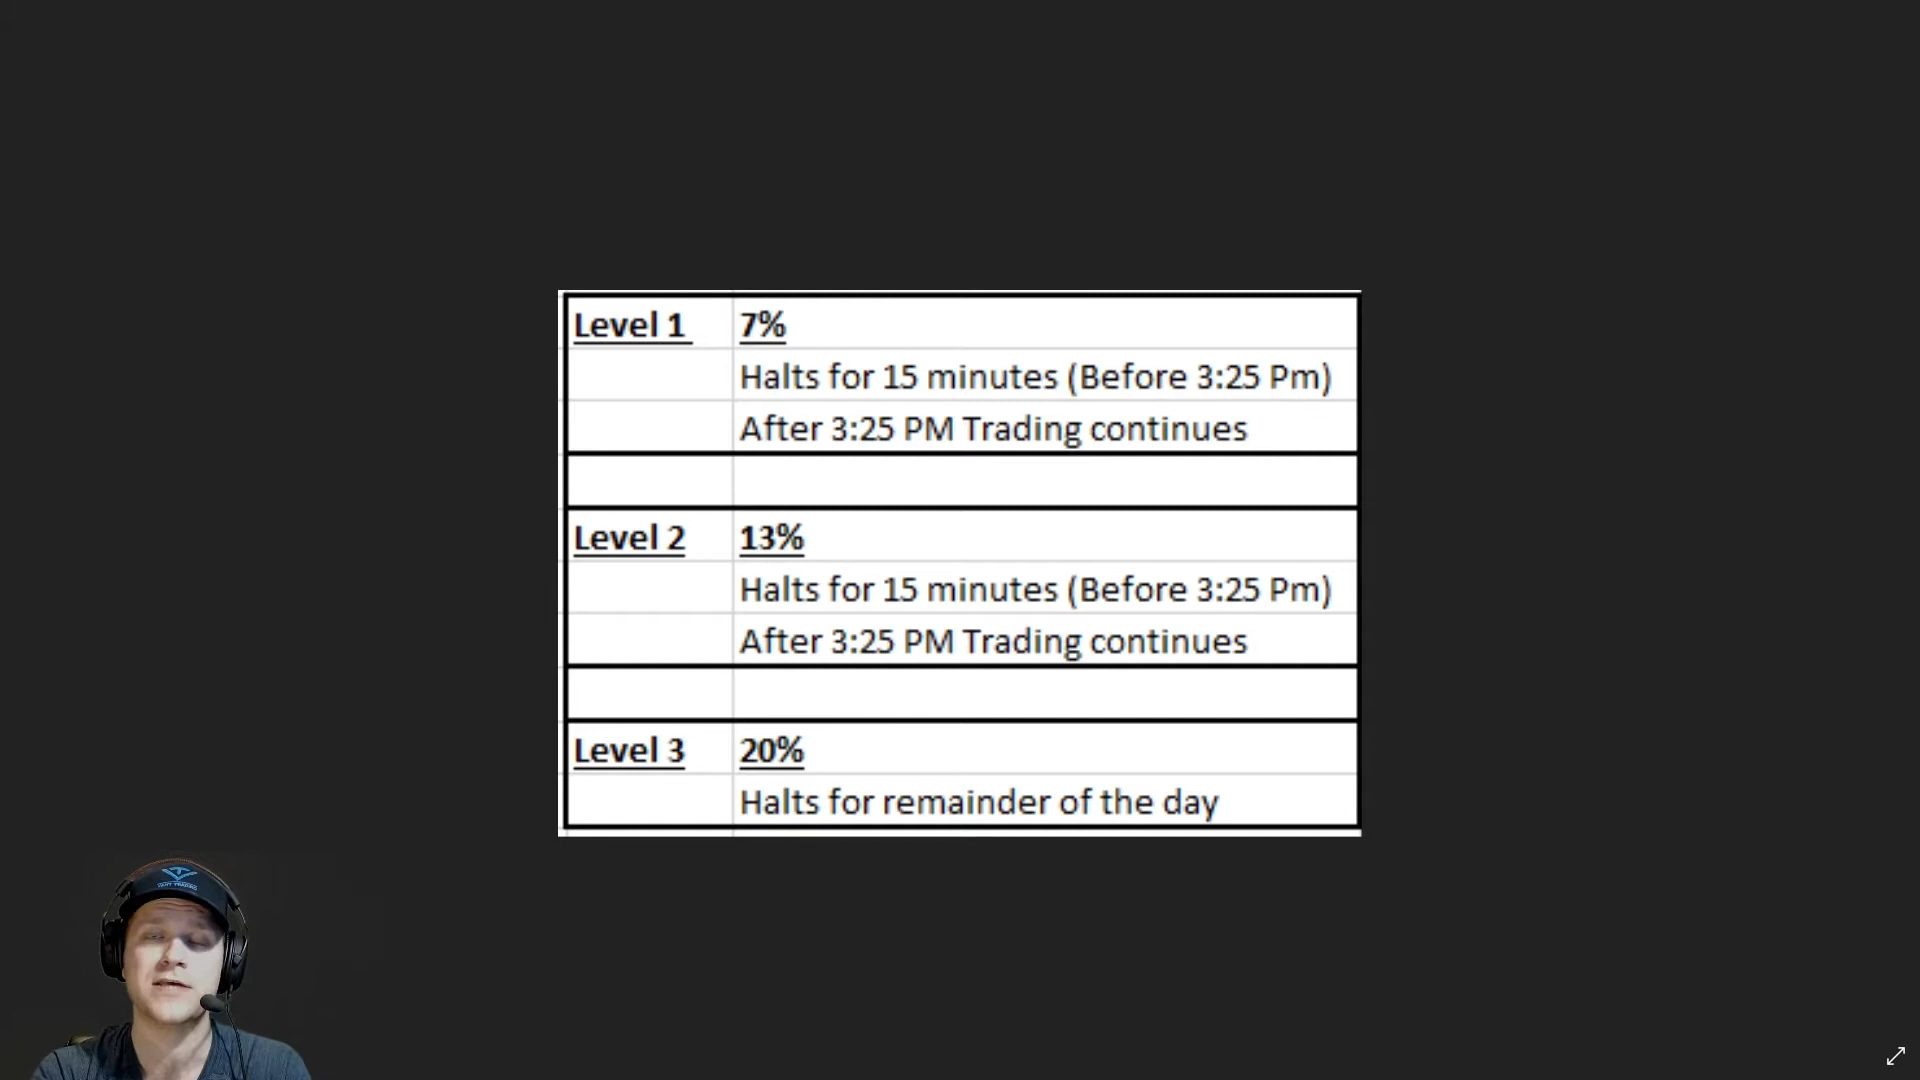 Level 1 7%
Halts for 15 minutes (Before 3:25 Pm)
After 3:25 PM Trading continues
Level 2 13%
Halts for 15 minutes (Before 3:25 Pm)
After 3:25 PM Trading continues
Level 3 20%
Halts for remainder of the day